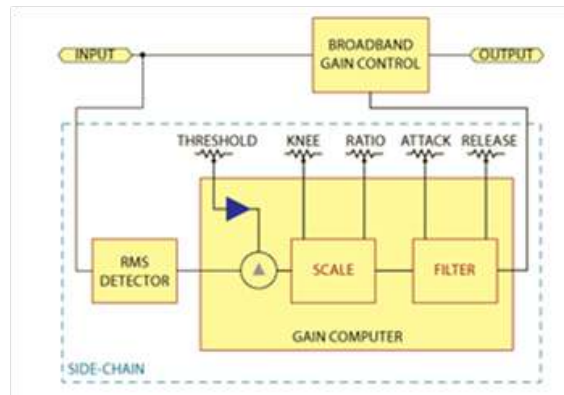 BROADBAND
GAIN CONTROL
INPUT
OUTPUT
THRESHOLD
KNEE
RATIO
ATTACK
RELEASE
RMS
DETECTOR
SCALE
FILTER
GAIN COMPUTER
SIDE-CHAIN